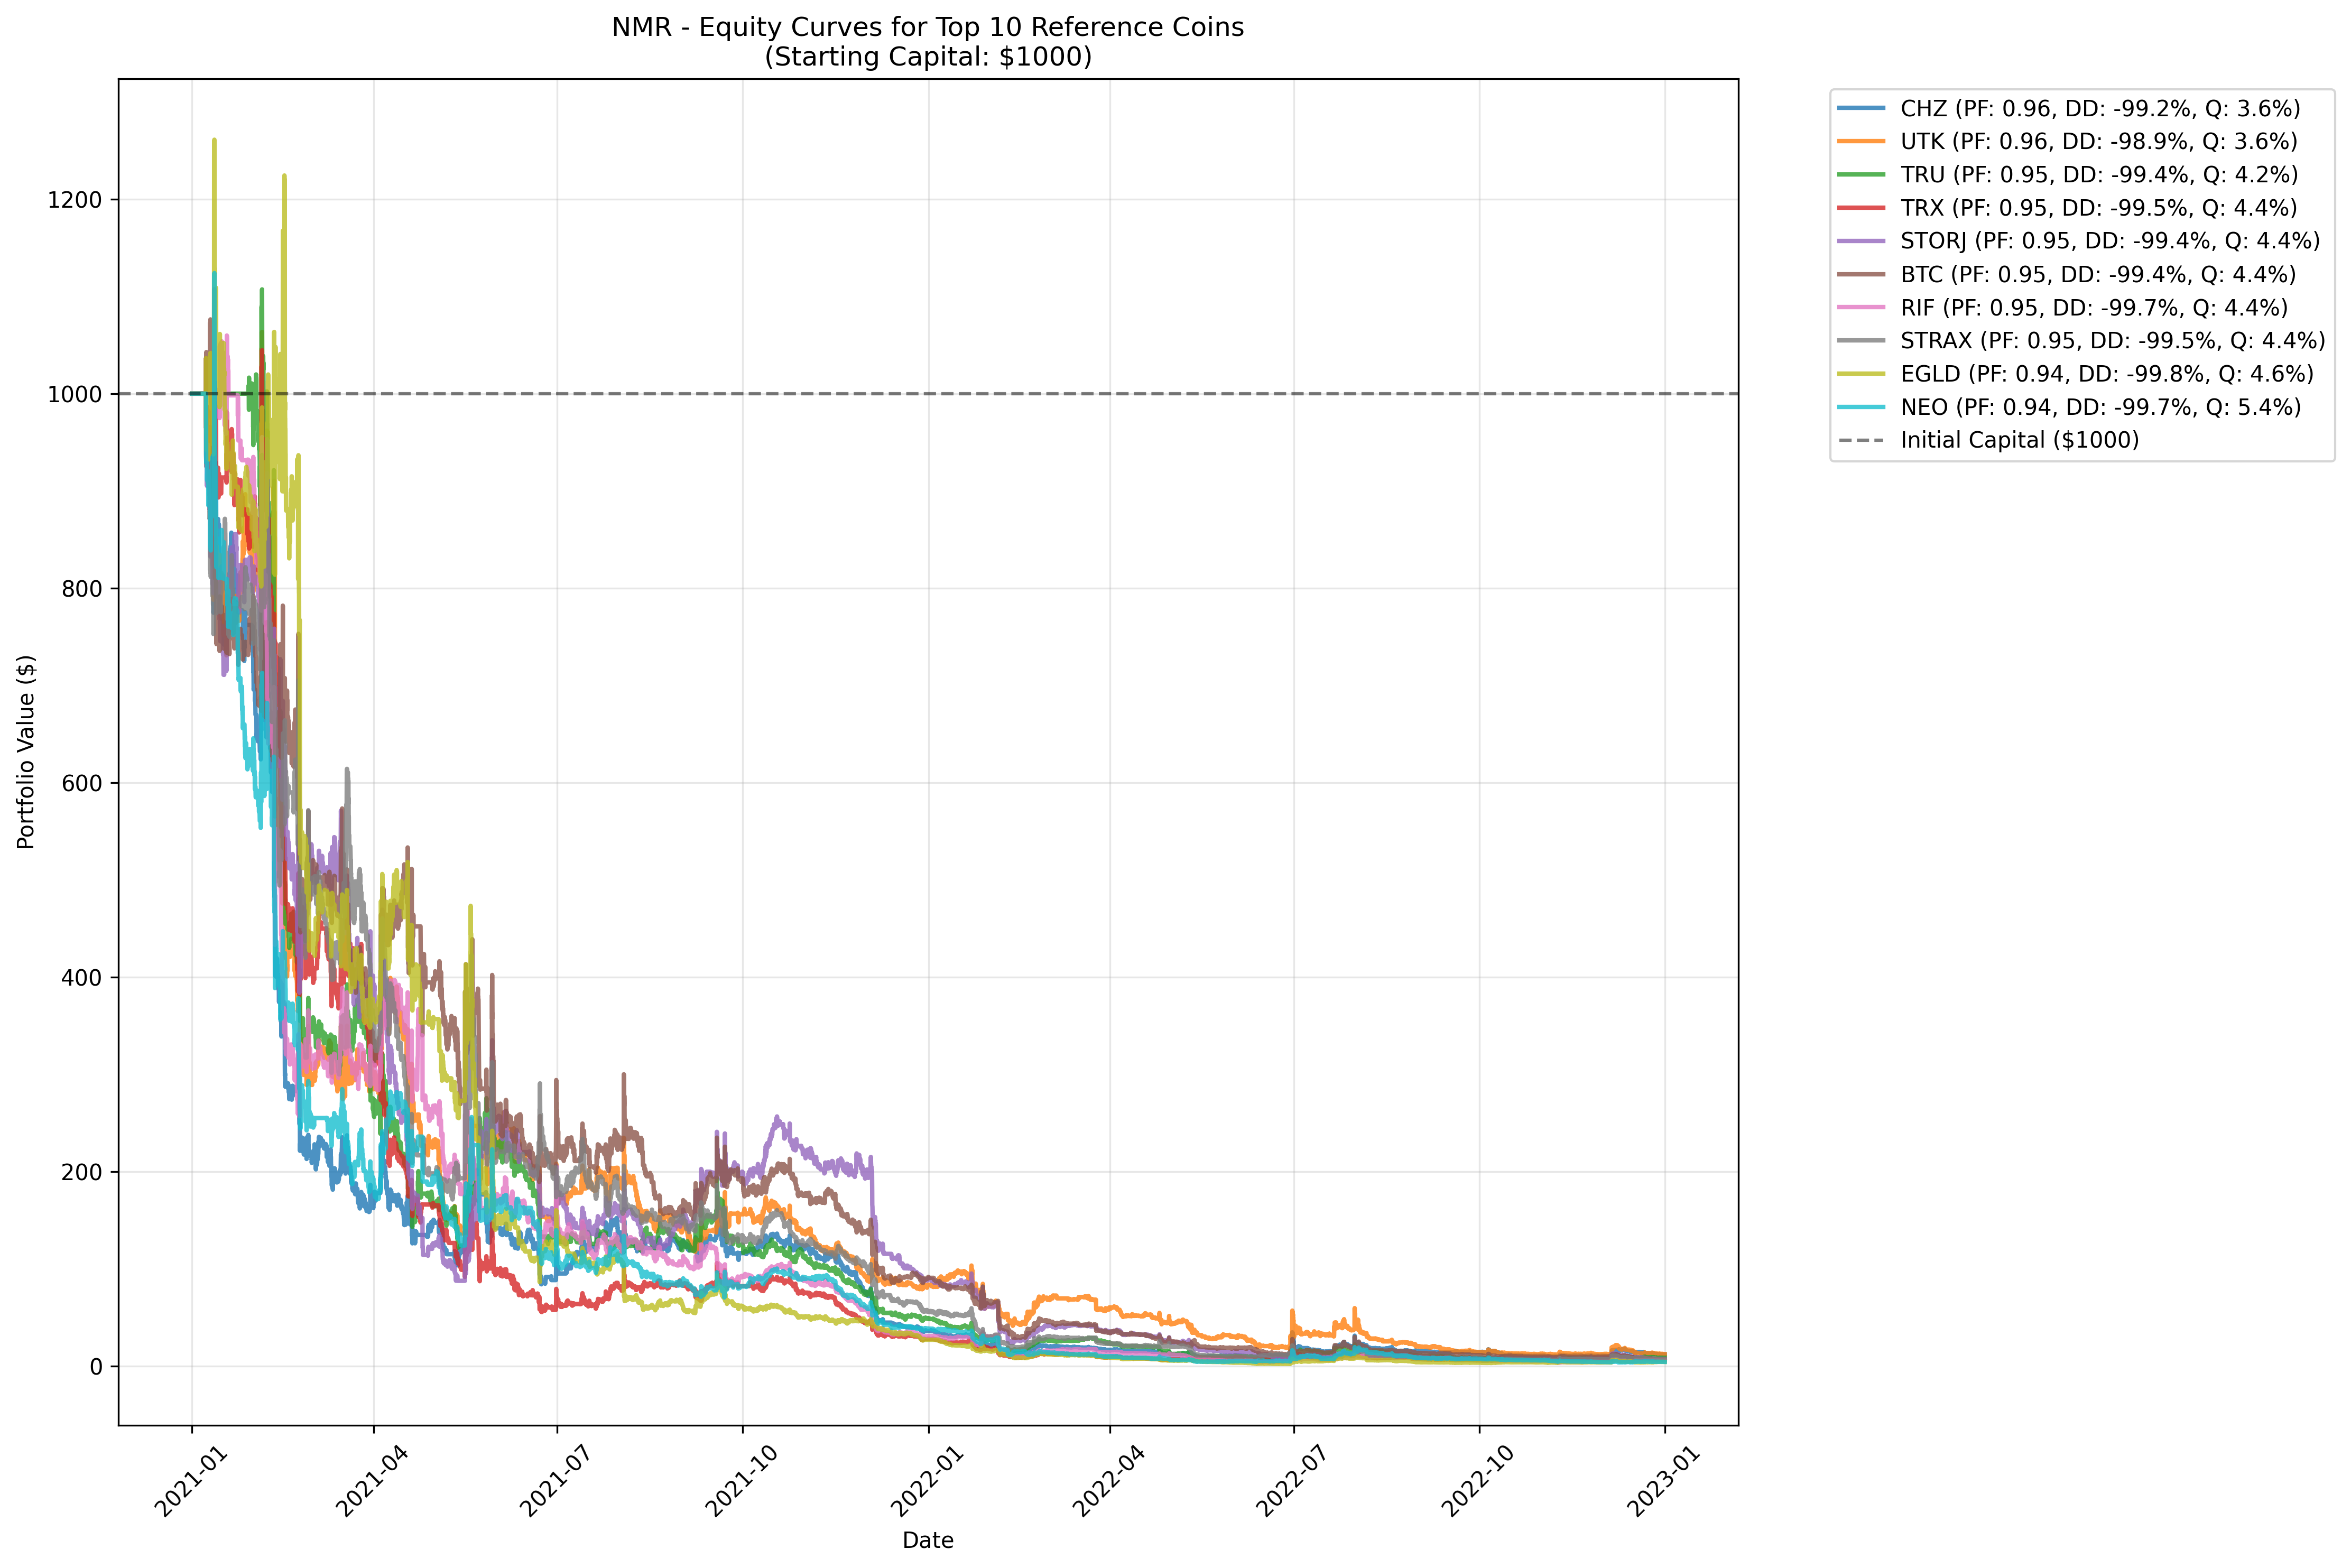 NMR - Equity Curves for Top 10 Reference Coins
(Starting Capital: $1000)
Portfolio Value ($)
1200
1000
800
600
400
200
0
2021-01
2021-04
2021-07
2021-10
2022-01
2022-04
2022-07
2022-10
2023-01
Date
CHZ (PF: 0.96, DD: -99.2%, Q: 3.6%)
UTK (PF: 0.96, DD: -98.9%, Q: 3.6%)
TRU (PF: 0.95, DD: -99.4%, Q: 4.2%)
TRX (PF: 0.95, DD: -99.5%, Q: 4.4%)
STORJ (PF: 0.95, DD: -99.4%, Q: 4.4%)
BTC (PF: 0.95, DD: -99.4%, Q: 4.4%)
RIF (PF: 0.95, DD: -99.7%, Q: 4.4%)
STRAX (PF: 0.95, DD: -99.5%, Q: 4.4%)
EGLD (PF: 0.94, DD: -99.8%, Q: 4.6%)
NEO (PF: 0.94, DD: -99.7%, Q: 5.4%)
Initial Capital ($1000)